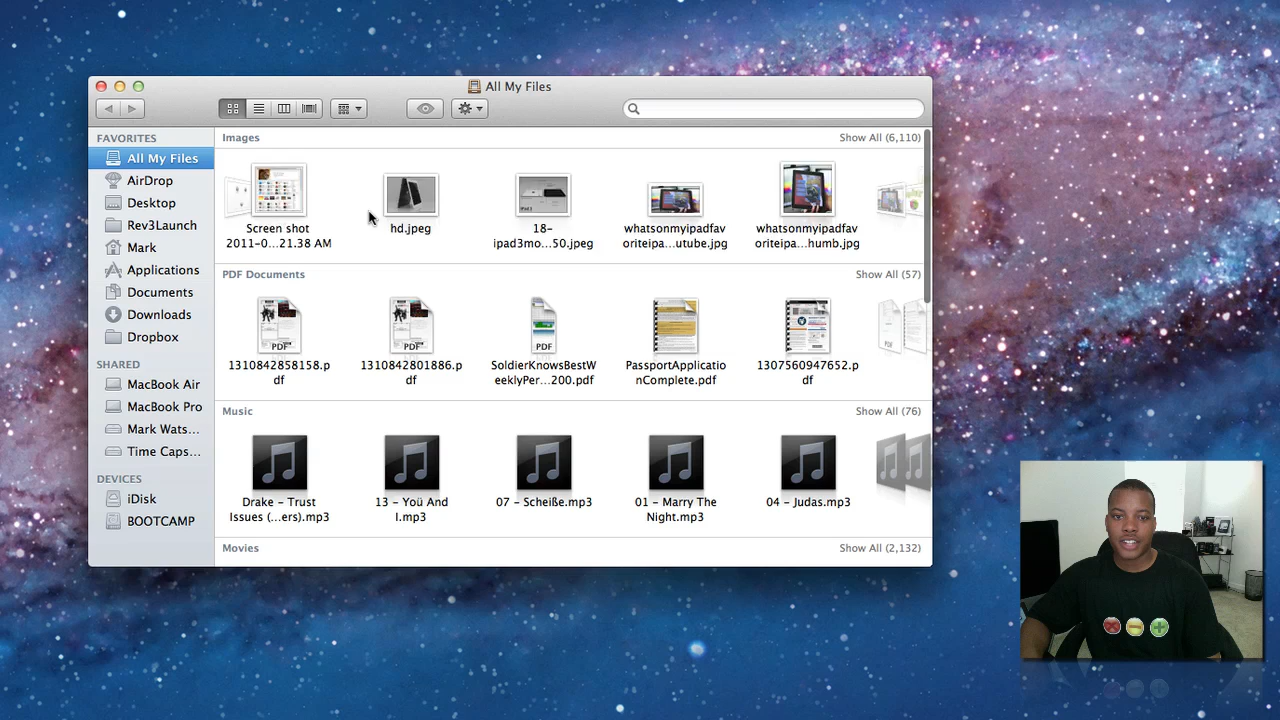 All My Files
FAVORITES
All My Files
AirDrop
Desktop
Rev3Launch
Mark
Applications
Documents
Downloads
Dropbox
SHARED
MacBook Air
MacBook Pro
Mark Wats...
Time Caps...
DEVICES
iDisk
BOOTCAMP
Images
Show All (6,110)
Screen shot
2011-0...21.38 AM
hd.jpeg
18-
ipad3mo...50.jpeg
whatsonmyipadfav
oriteipa...utube.jpg
whatsonmyipadfav
oriteipa...humb.jpg
PDF Documents
Show All (57)
PDF
PDF
PDF
1310842858158.p
df
1310842801886.p
df
SoldierKnowsBestW
eeklyPer...200.pdf
PassportApplicatio
nComplete.pdf
1307560947652.p
df
Music
Show All (76)
Drake - Trust
Issues (...ers).mp3
13 - Yoü And
I.mp3
07 - Scheiße.mp3
01 - Marry The
Night.mp3
04 - Judas.mp3
Movies
Show All (2,132)